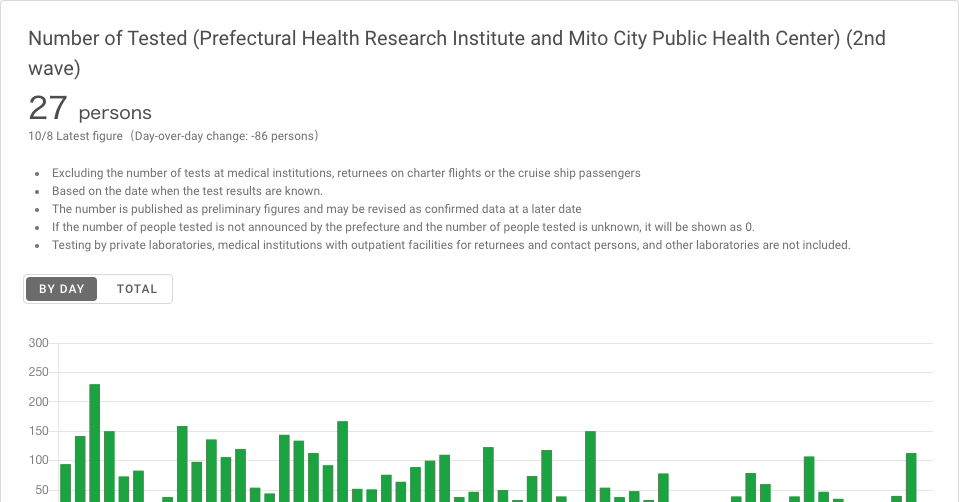 Number of Tested (Prefectural Health Research Institute and Mito City Public Health Center) (2nd
wave)
27 persons
10/8 Latest figure（Day-over-day change: -86 persons）
• Excluding the number of tests at medical institutions, returnees on charter flights or the cruise ship passengers
• Based on the date when the test results are known.
• The number is published as preliminary figures and may be revised as confirmed data at a later date
• If the number of people tested is not announced by the prefecture and the number of people tested is unknown, it will be shown as 0.
• Testing by private laboratories, medical institutions with outpatient facilities for returnees and contact persons, and other laboratories are not included.
BY DAY TOTAL
300
250
200
150
100
50